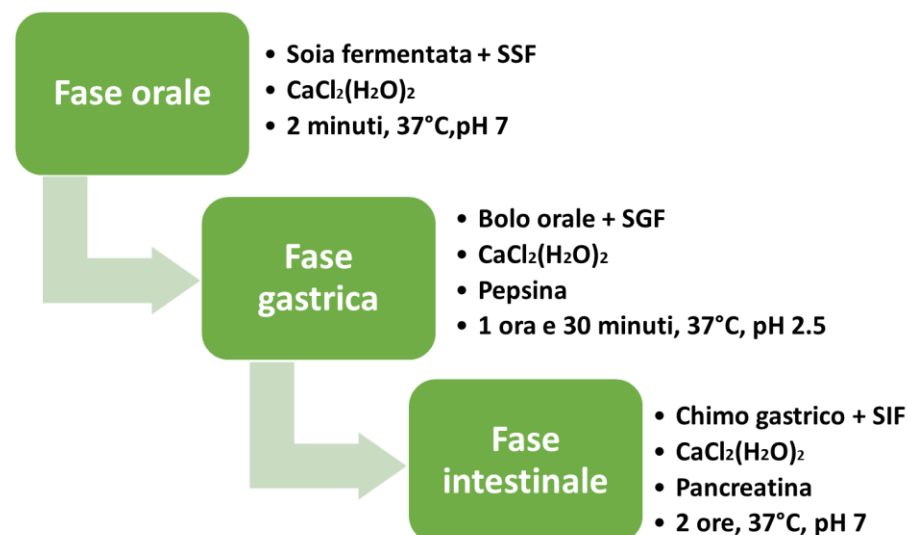 Fase orale
• Soia fermentata + SSF
• CaCl₂(H₂O)₂
• 2 minuti, 37°C,pH 7
Fase
gastrica
• Bolo orale + SGF
• CaCl₂(H₂O)₂
• Pepsina
• 1 ora e 30 minuti, 37°C, pH 2.5
Fase
intestinale
• Chimo gastrico + SIF
• CaCl₂(H₂O)₂
• Pancreatina
• 2 ore, 37°C, pH 7